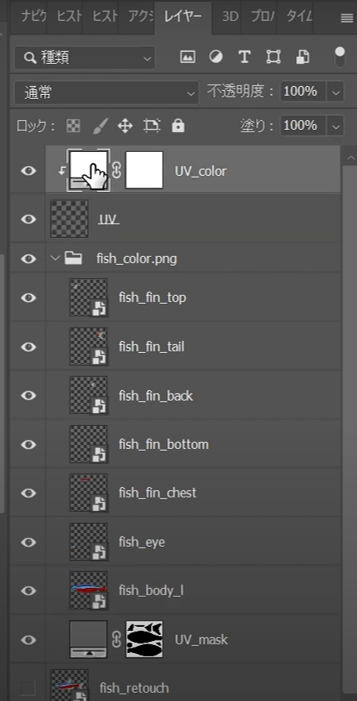 ナビ ヒスト ヒスト アクシ レイヤー 3D プロ タイム
種類
通常 不透明度： 100%
ロック： 塗り： 100%
UV_color
UV
fish_color.png
fish_fin_top
fish_fin_tail
fish_fin_back
fish_fin_bottom
fish_fin_chest
fish_eye
fish_body_l
UV_mask
fish_retouch